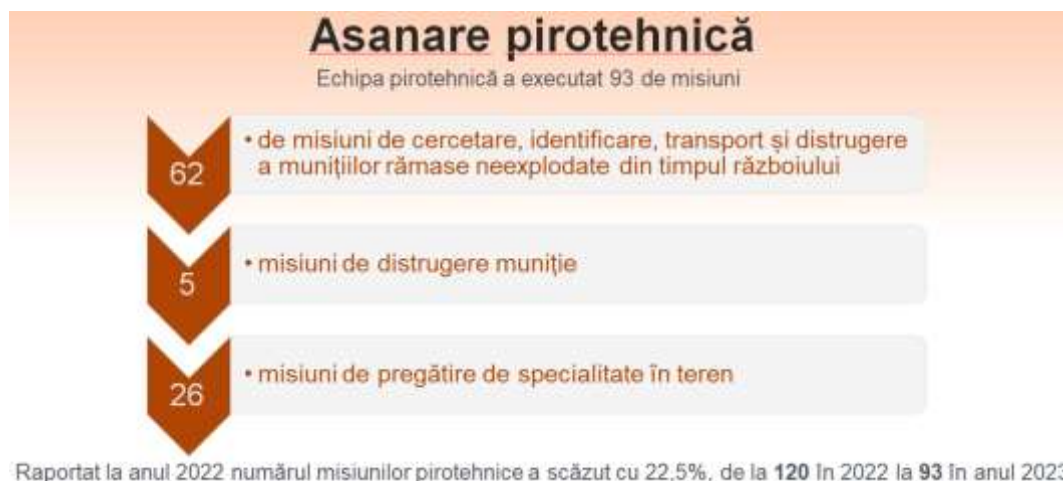 Asanare pirotehnică
Echipa pirotehnică a executat 93 de misiuni
62
• de misiuni de cercetare, identificare, transport și distrugere
a munițiilor rămase neexplodate din timpul războiului
5
• misiuni de distrugere muniție
26
• misiuni de pregătire de specialitate în teren
Raportat la anul 2022 numărul misiunilor pirotehnice a scăzut cu 22,5%, de la 120 în 2022 la 93 în anul 2023